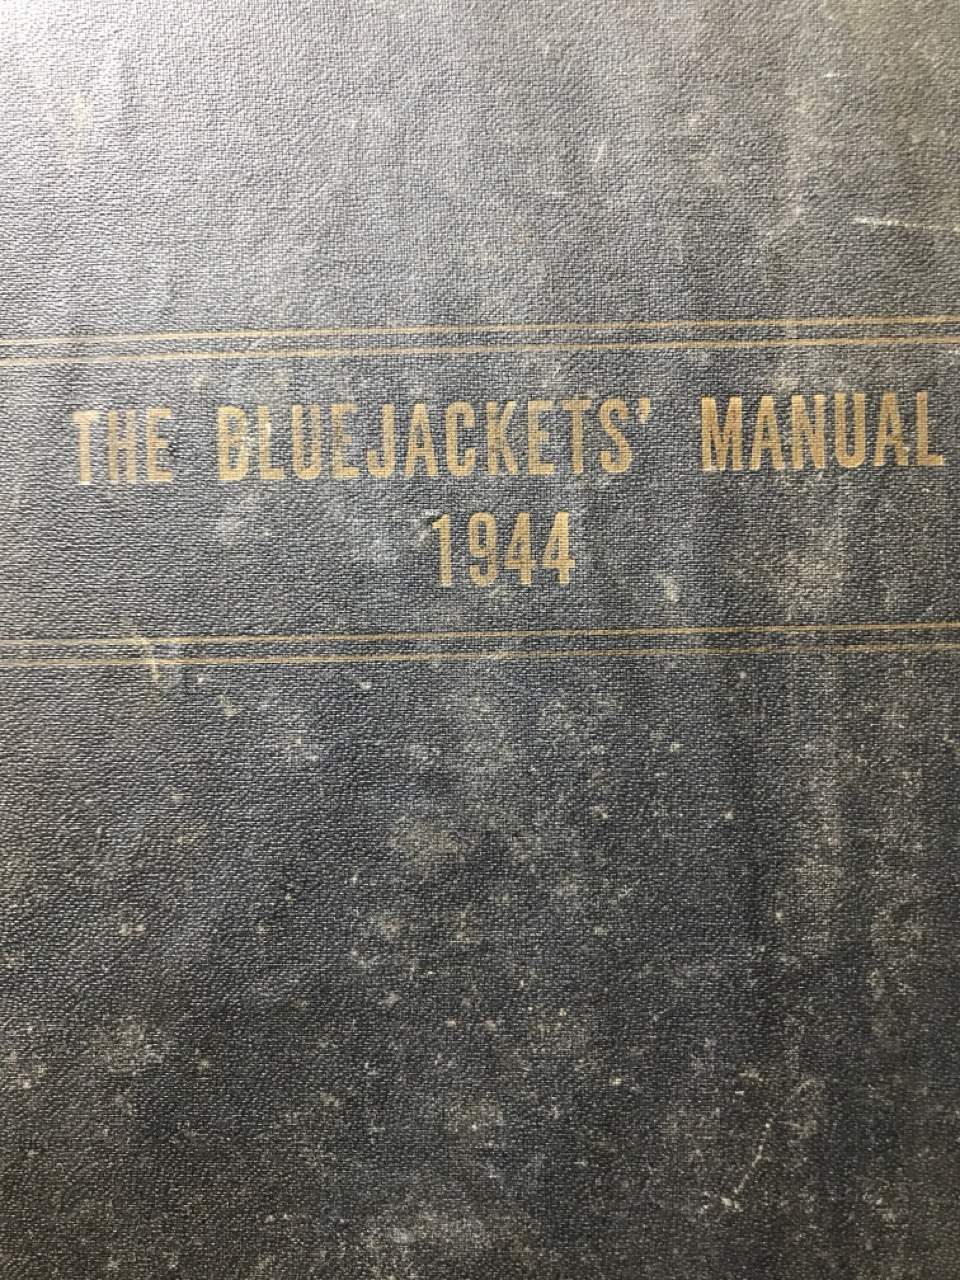 THE BLUEJACKETS' MANUAL
1944